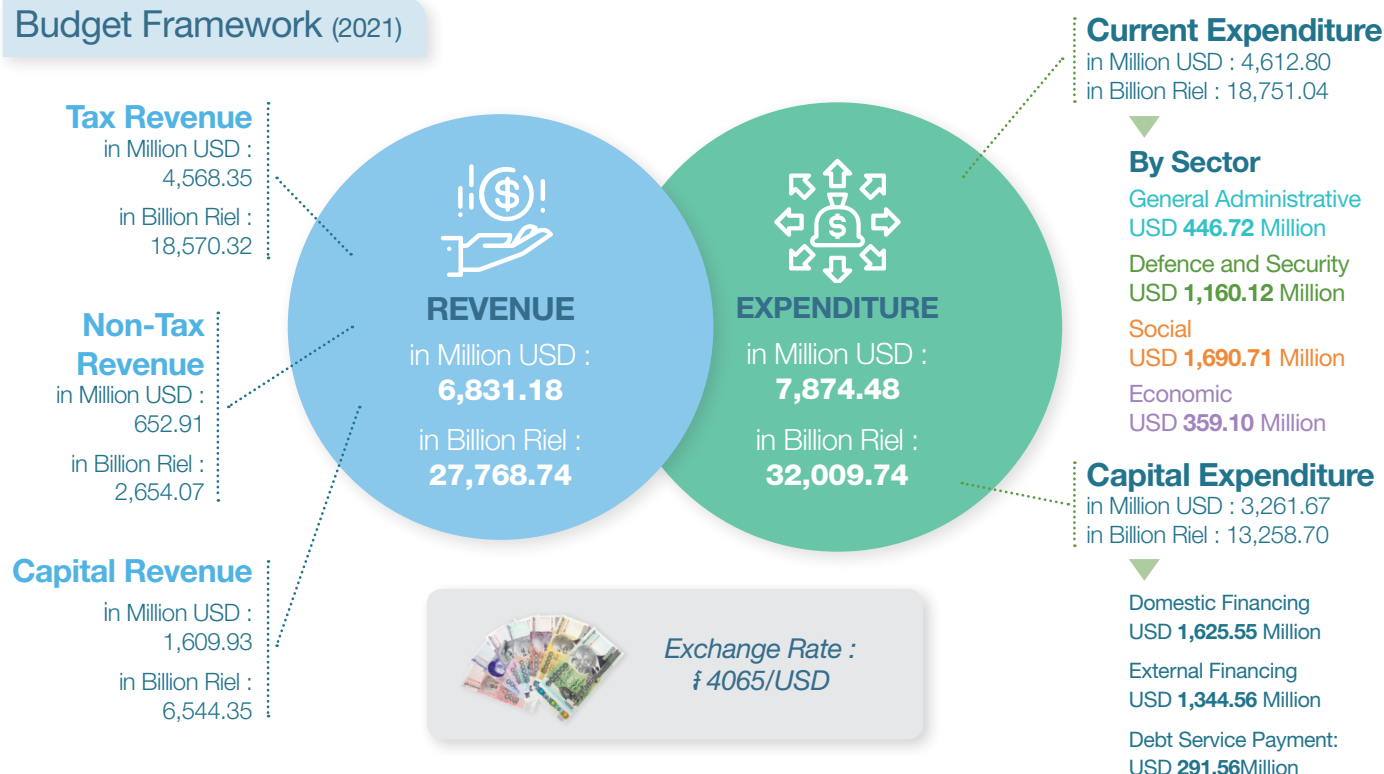 Budget Framework (2021)
Tax Revenue
in Million USD :
4,568.35
in Billion Riel :
18,570.32
Non-Tax
Revenue
in Million USD :
652.91
in Billion Riel :
2,654.07
Capital Revenue
in Million USD :
1,609.93
in Billion Riel :
6,544.35
REVENUE
in Million USD :
6,831.18
in Billion Riel :
27,768.74
EXPENDITURE
in Million USD :
7,874.48
in Billion Riel :
32,009.74
Exchange Rate :
៛ 4065/USD
Current Expenditure
in Million USD : 4,612.80
in Billion Riel : 18,751.04
By Sector
General Administrative
USD 446.72 Million
Defence and Security
USD 1,160.12 Million
Social
USD 1,690.71 Million
Economic
USD 359.10 Million
Capital Expenditure
in Million USD : 3,261.67
in Billion Riel : 13,258.70
Domestic Financing
USD 1,625.55 Million
External Financing
USD 1,344.56 Million
Debt Service Payment:
USD 291.56Million